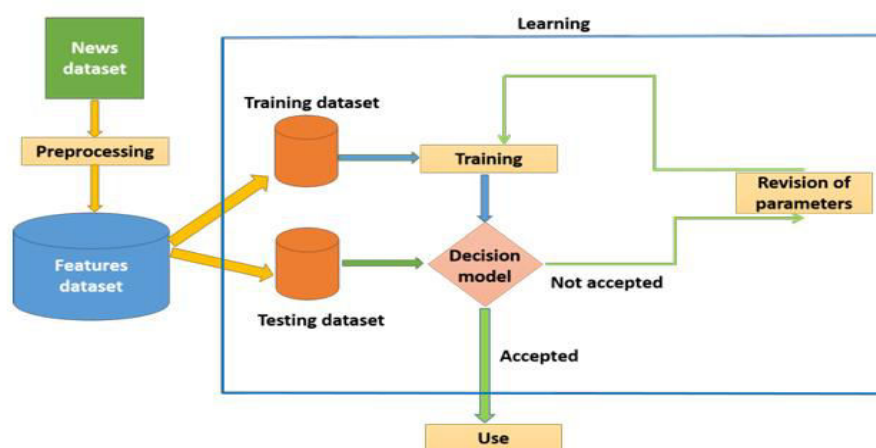 Learning
News
dataset
Training dataset
Preprocessing
Training
Revision of
parameters
Features
dataset
Decision
model
Not accepted
Testing dataset
Accepted
Use